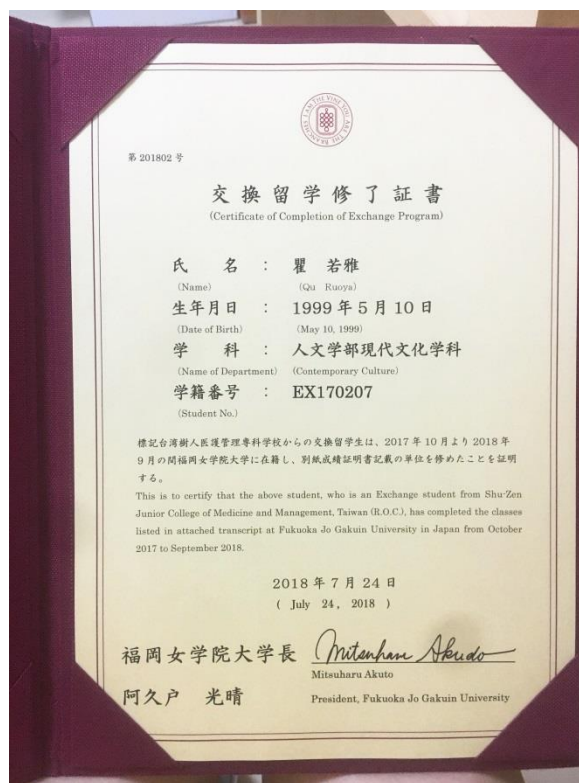 I AM THE VINE YOU ARE THE BRANCHES
第 201802 号
交換留学修了証書
(Certificate of Completion of Exchange Program)
氏 名 : 瞿 若雅
(Name) (Qu Ruoya)
生年月日 : 1999 年 5 月 10 日
(Date of Birth) (May 10, 1999)
学 科 : 人文学部現代文化学科
(Name of Department) (Contemporary Culture)
学籍番号 : EX170207
(Student No.)
標記台湾樹人医護管理専科学校からの交換留学生は、2017 年 10 月より 2018 年
9 月の間福岡女学院大学に在籍し、別紙成績証明書記載の単位を修めたことを証明
する。
This is to certify that the above student, who is an Exchange student from Shu-Zen
Junior College of Medicine and Management, Taiwan (R.O.C.), has completed the classes
listed in attached transcript at Fukuoka Jo Gakuin University in Japan from October
2017 to September 2018.
2018 年 7 月 24 日
( July 24, 2018 )
福岡女学院大学長 Mitsuharu Akudo
Mitsuharu Akuto
阿久戸 光晴 President, Fukuoka Jo Gakuin University